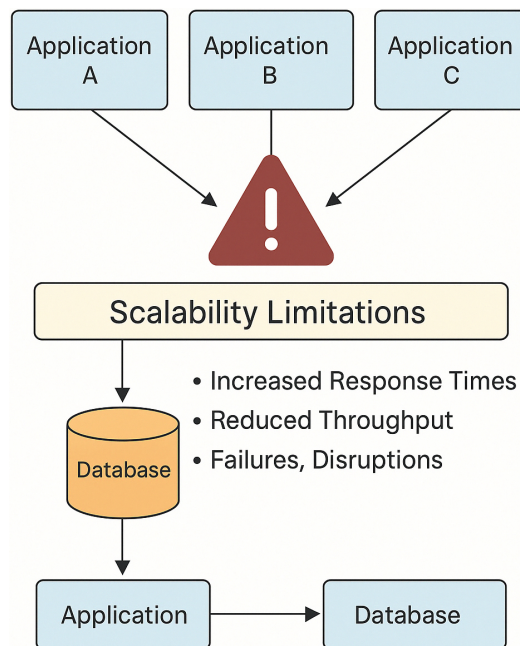 Application
A
Application
B
Application
C
!
Scalability Limitations
• Increased Response Times
• Reduced Throughput
• Failures, Disruptions
Database
Application
Database